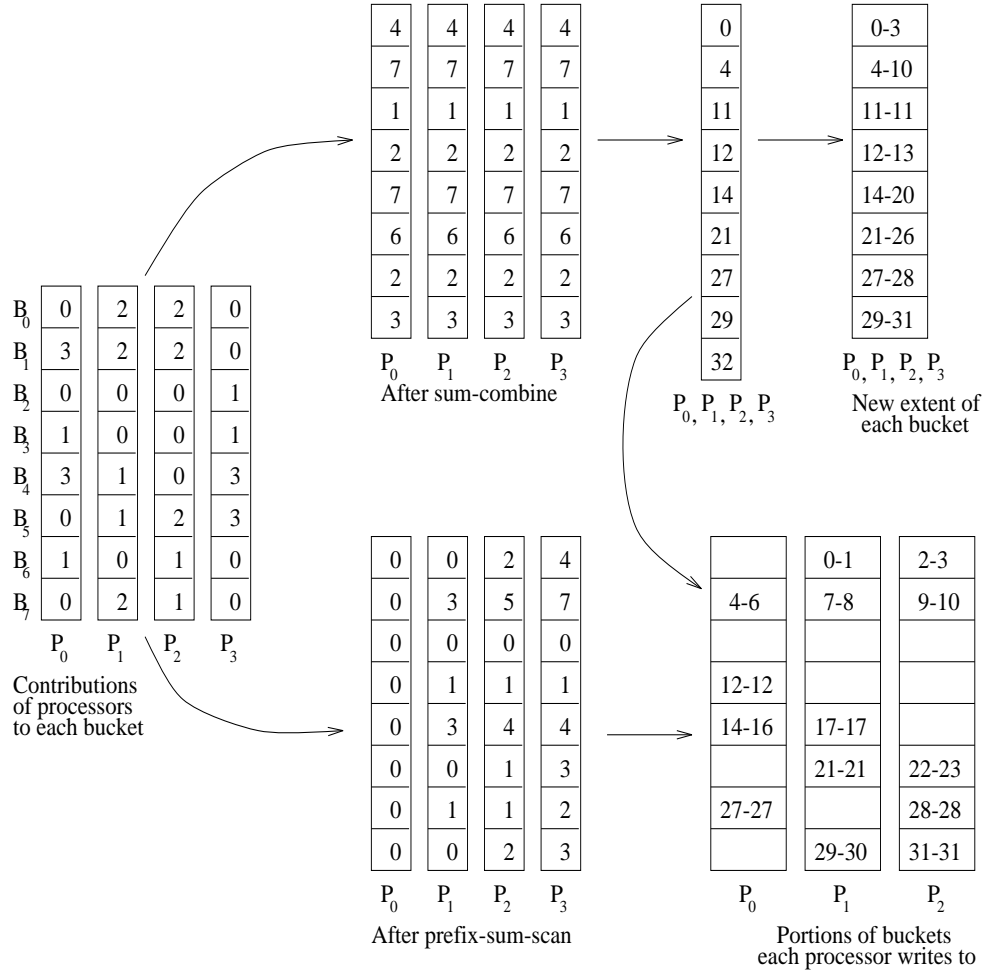 4 4 4 4
7 7 7 7
1 1 1 1
2 2 2 2
7 7 7 7
6 6 6 6
2 2 2 2
3 3 3 3
P0 P1 P2 P3
After sum-combine
0
4
11
12
14
21
27
29
32
P0, P1, P2, P3
0-3
4-10
11-11
12-13
14-20
21-26
27-28
29-31
P0, P1, P2, P3
New extent of
each bucket
B0 0 2 2 0
B1 3 2 2 0
B2 0 0 0 1
B3 1 0 0 1
B4 3 1 0 3
B5 0 1 2 3
B6 1 0 1 0
B7 0 2 1 0
P0 P1 P2 P3
Contributions
of processors
to each bucket
0 0 2 4
0 3 5 7
0 0 0 0
0 1 1 1
0 3 4 4
0 0 1 3
0 1 1 2
0 0 2 3
P0 P1 P2 P3
After prefix-sum-scan
0-1 2-3
4-6 7-8 9-10
12-12
14-16 17-17
21-21 22-23
27-27 28-28
29-30 31-31
P0 P1 P2
Portions of buckets
each processor writes to